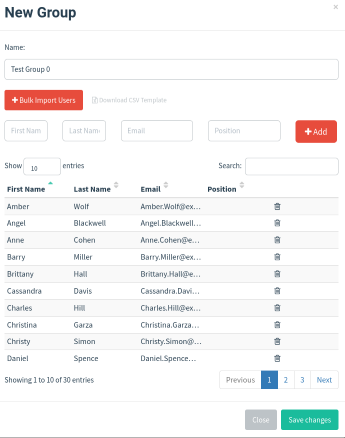 New Group
×
Name:
Test Group 0
+ Bulk Import Users Download CSV Template
First Nam Last Nam Email Position + Add
Show 10 entries Search:
First Name Last Name Email Position
Amber Wolf Amber.Wolf@ex...
Angel Blackwell Angel.Blackwell...
Anne Cohen Anne.Cohen@e...
Barry Miller Barry.Miller@ex...
Brittany Hall Brittany.Hall@e...
Cassandra Davis Cassandra.Davi...
Charles Hill Charles.Hill@ex...
Christina Garza Christina.Garza...
Christy Simon Christy.Simon@...
Daniel Spence Daniel.Spence...
Showing 1 to 10 of 30 entries Previous 1 2 3 Next
Close Save changes